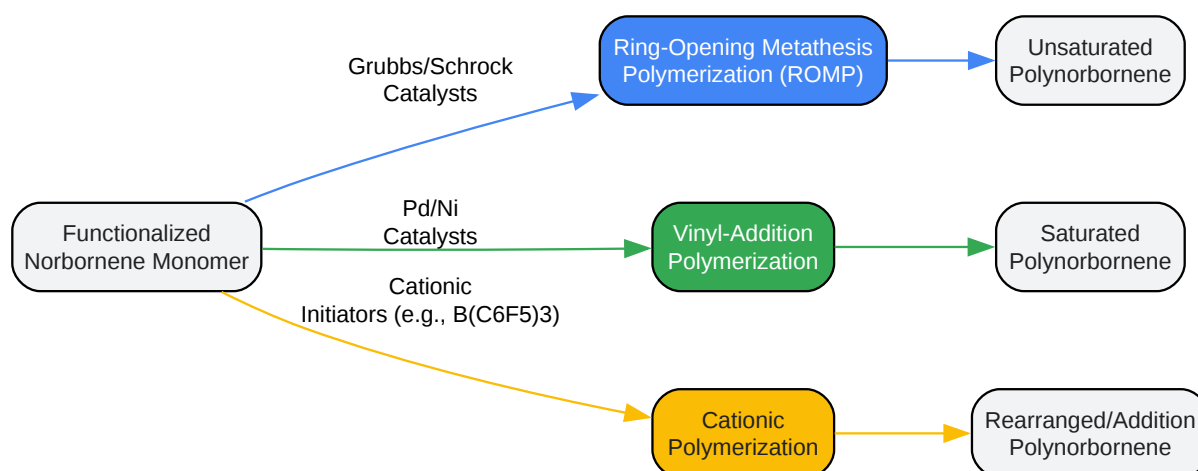 Grubbs/Schrock
Catalysts
Ring-Opening Metathesis
Polymerization (ROMP)
Unsaturated
Polynorbornene
Functionalized
Norbornene Monomer
Pd/Ni
Catalysts
Vinyl-Addition
Polymerization
Saturated
Polynorbornene
Cationic
Initiators (e.g., B(C6F5)3)
Cationic
Polymerization
Rearranged/Addition
Polynorbornene